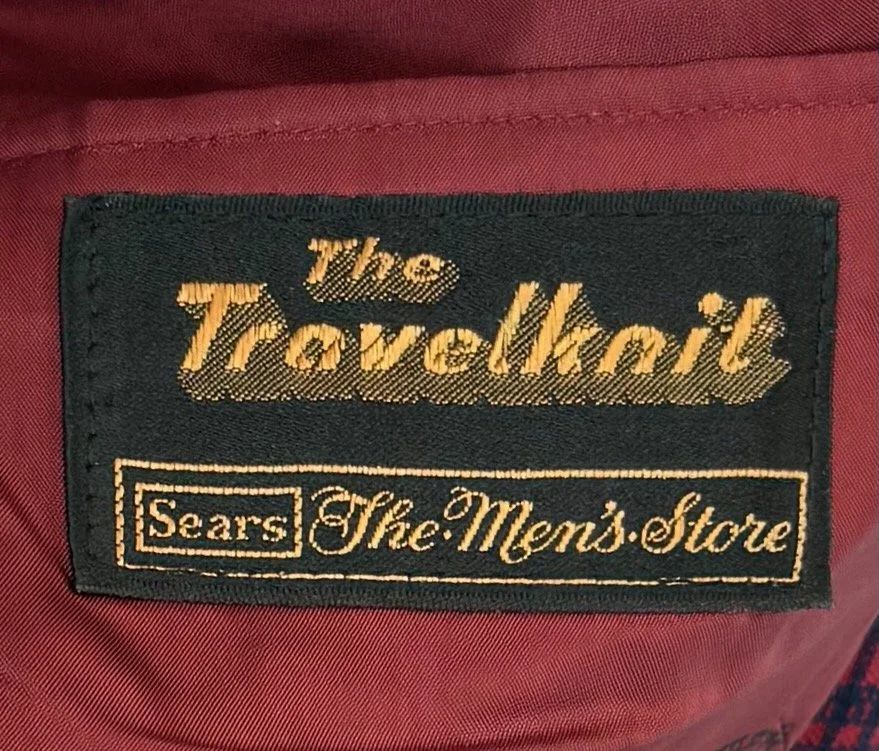 The
Travelknit
Sears The·Men's·Store